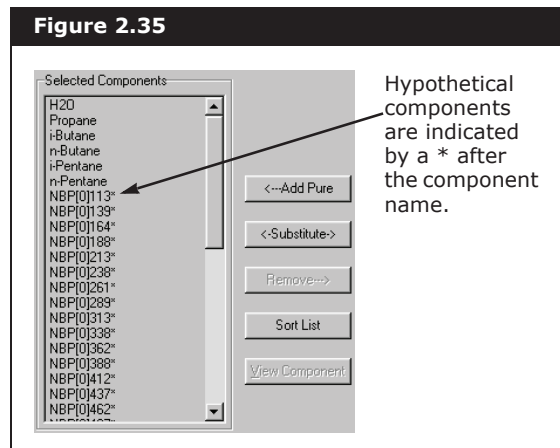 Figure 2.35
Selected Components
H2O
Propane
i-Butane
n-Butane
i-Pentane
n-Pentane
NBP[0]113*
NBP[0]139*
NBP[0]164*
NBP[0]188*
NBP[0]213*
NBP[0]238*
NBP[0]261*
NBP[0]289*
NBP[0]313*
NBP[0]338*
NBP[0]362*
NBP[0]388*
NBP[0]412*
NBP[0]437*
NBP[0]462*
<---Add Pure
<-Substitute->
Remove--->
Sort List
View Component
Hypothetical
components
are indicated
by a * after
the component
name.